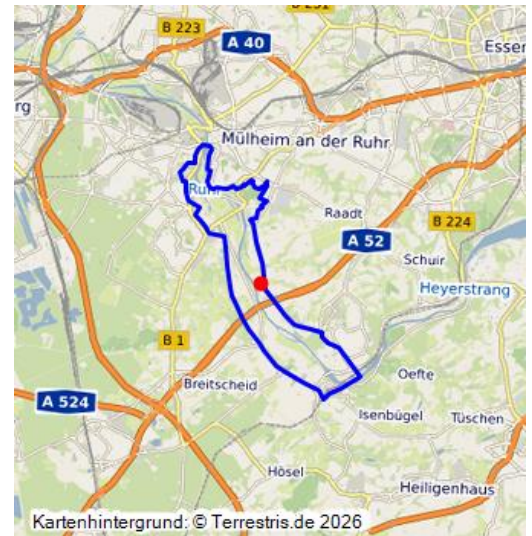 B 231
B 223
A 40
Essen
rg
Mülheim an der Ruhr
Ruhr
Raadt
B 224
A 52
Schuir
Heyerstrang
B 1
Breitscheid
Oefte
A 524
Isenbügel
Tüschen
Hösel
Heiligenhaus
Kartenhintergrund: © Terrestris.de 2026